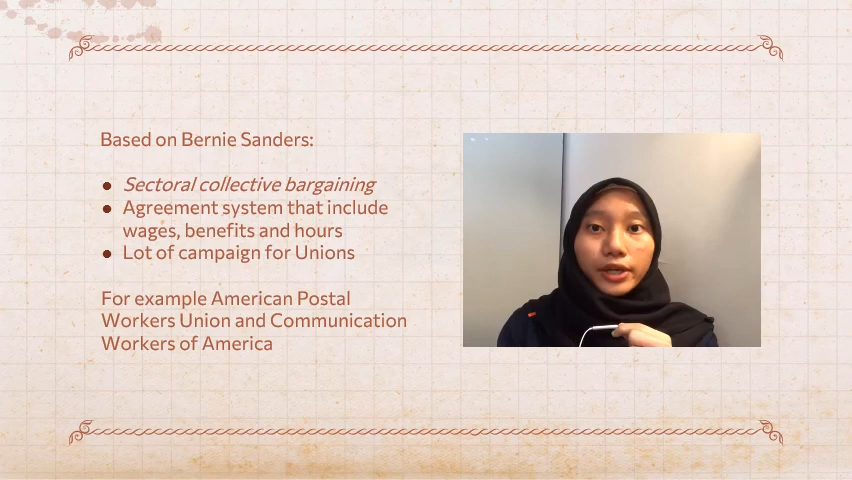 Based on Bernie Sanders:
● Sectoral collective bargaining
● Agreement system that include
wages, benefits and hours
● Lot of campaign for Unions
For example American Postal
Workers Union and Communication
Workers of America